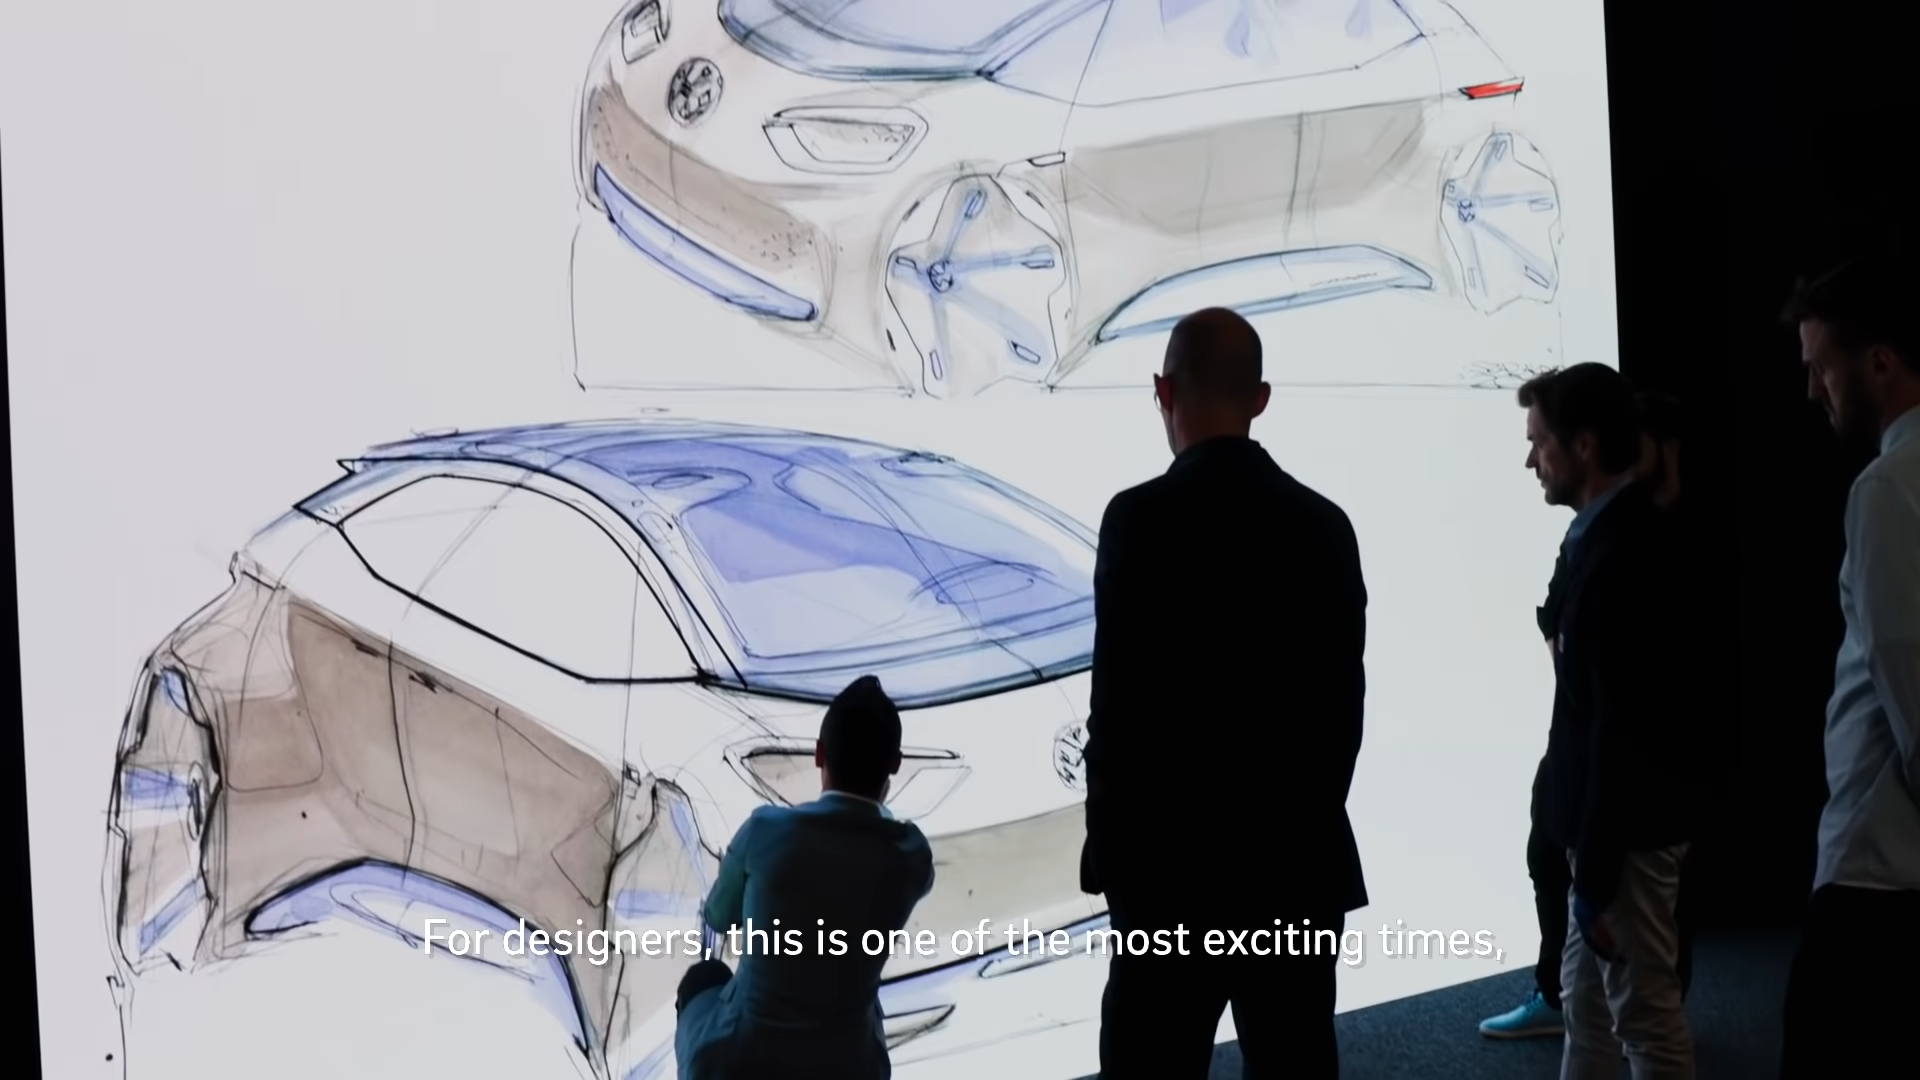 For designers, this is one of the most exciting times,